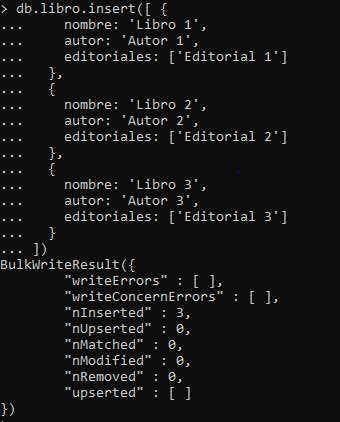 > db.libro.insert([ {
...     nombre: 'Libro 1',
...     autor: 'Autor 1',
...     editoriales: ['Editorial 1']
...   },
...   {
...     nombre: 'Libro 2',
...     autor: 'Autor 2',
...     editoriales: ['Editorial 2']
...   },
...   {
...     nombre: 'Libro 3',
...     autor: 'Autor 3',
...     editoriales: ['Editorial 3']
...   }
... ])
BulkWriteResult({
        "writeErrors" : [ ],
        "writeConcernErrors" : [ ],
        "nInserted" : 3,
        "nUpserted" : 0,
        "nMatched" : 0,
        "nModified" : 0,
        "nRemoved" : 0,
        "upserted" : [ ]
})